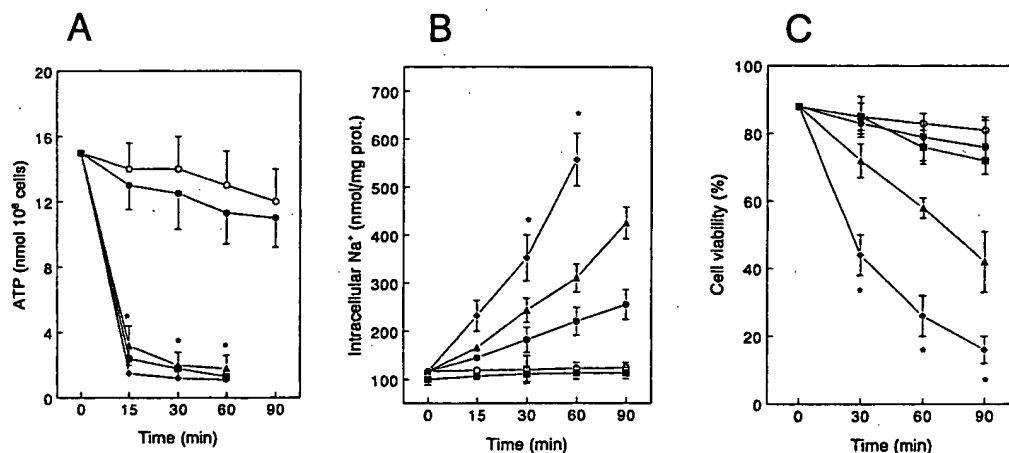 A
B
C
ATP (nmol 10⁶ cells)
20
16
12
8
4
0
0 15 30 60 90
Time (min)
Intracellular Na⁺ (nmol/mg prot.)
700
600
500
400
300
200
100
0 15 30 60 90
Time (min)
Cell viability (%)
100
80
60
40
20
0
0 30 60 90
Time (min)